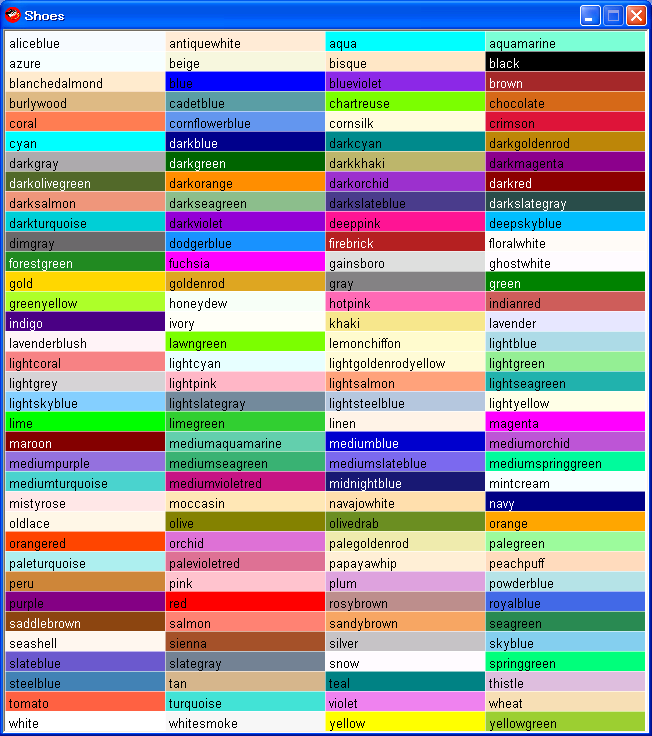 Shoes
aliceblue antiquewhite aqua aquamarine
azure beige bisque black
blanchedalmond blue blueviolet brown
burlywood cadetblue chartreuse chocolate
coral cornflowerblue cornsilk crimson
cyan darkblue darkcyan darkgoldenrod
darkgray darkgreen darkkhaki darkmagenta
darkolivegreen darkorange darkorchid darkred
darksalmon darkseagreen darkslateblue darkslategray
darkturquoise darkviolet deeppink deepskyblue
dimgray dodgerblue firebrick floralwhite
forestgreen fuchsia gainsboro ghostwhite
gold goldenrod gray green
greenyellow honeydew hotpink indianred
indigo ivory khaki lavender
lavenderblush lawngreen lemonchiffon lightblue
lightcoral lightcyan lightgoldenrodyellow lightgreen
lightgrey lightpink lightsalmon lightseagreen
lightskyblue lightslategray lightsteelblue lightyellow
lime limegreen linen magenta
maroon mediumaquamarine mediumblue mediumorchid
mediumpurple mediumseagreen mediumslateblue mediumspringgreen
mediumturquoise mediumvioletred midnightblue mintcream
mistyrose moccasin navajowhite navy
oldlace olive olivedrab orange
orangered orchid palegoldenrod palegreen
paleturquoise palevioletred papayawhip peachpuff
peru pink plum powderblue
purple red rosybrown royalblue
saddlebrown salmon sandybrown seagreen
seashell sienna silver skyblue
slateblue slategray snow springgreen
steelblue tan teal thistle
tomato turquoise violet wheat
white whitesmoke yellow yellowgreen